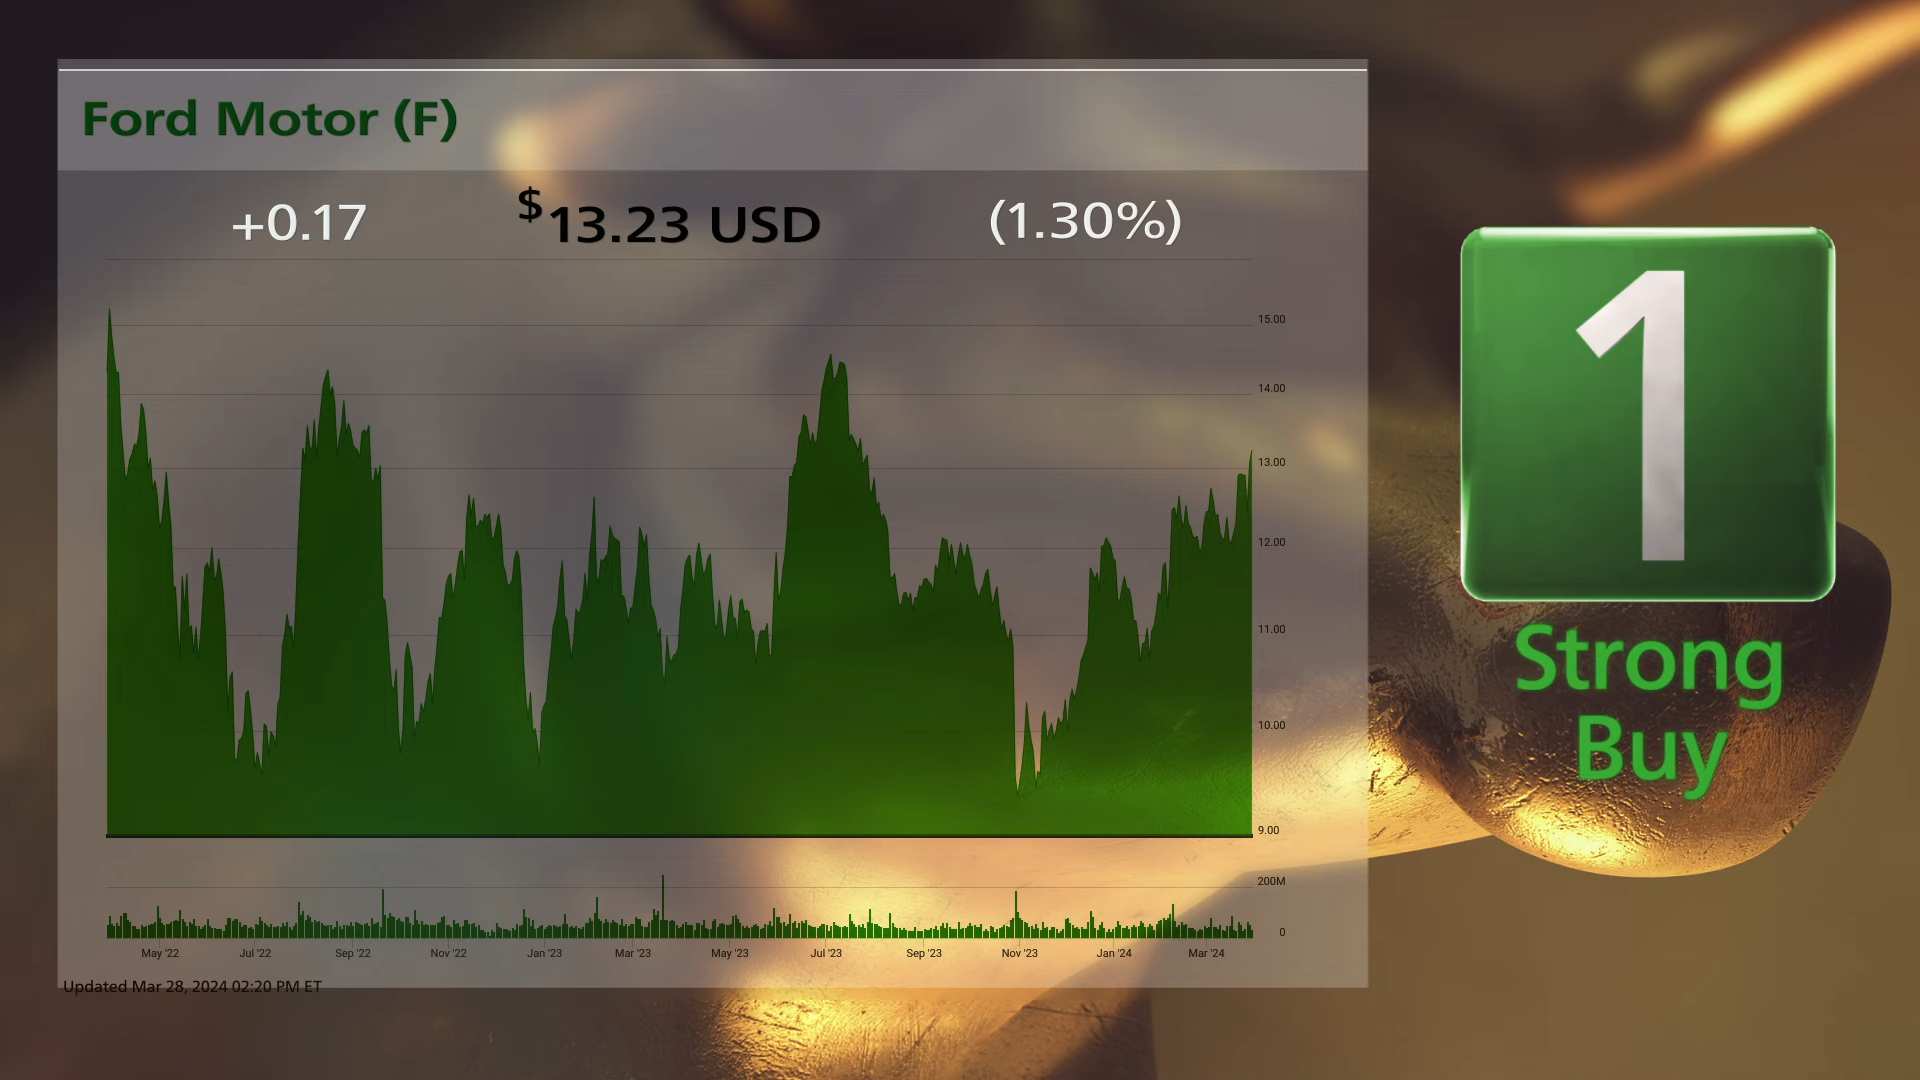 Ford Motor (F)
+0.17 $13.23 USD (1.30%)
15.00
14.00
13.00
12.00
11.00
10.00
9.00
200M
0
May '22 Jul '22 Sep '22 Nov '22 Jan '23 Mar '23 May '23 Jul '23 Sep '23 Nov '23 Jan '24 Mar '24
Updated Mar 28, 2024 02:20 PM ET
1
Strong
Buy